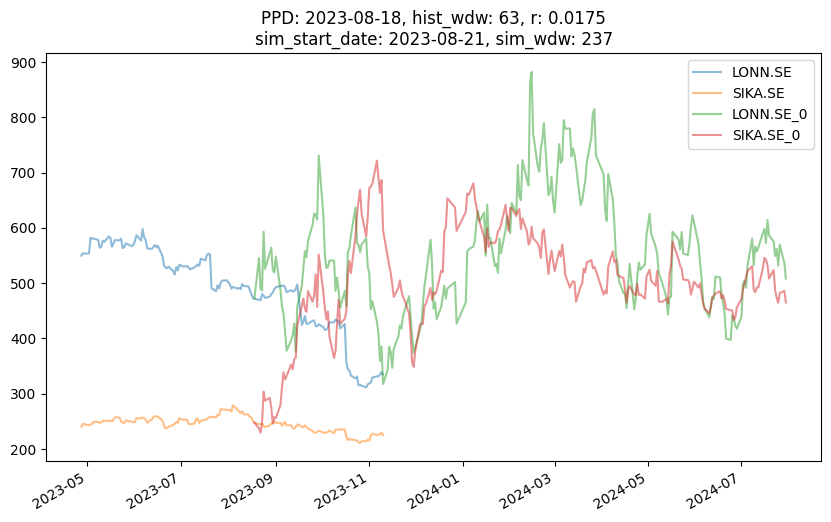 PPD: 2023-08-18, hist_wdw: 63, r: 0.0175
sim_start_date: 2023-08-21, sim_wdw: 237
LONN.SE
SIKA.SE
LONN.SE_0
SIKA.SE_0
900
800
700
600
500
400
300
200
2023-05
2023-07
2023-09
2023-11
2024-01
2024-03
2024-05
2024-07